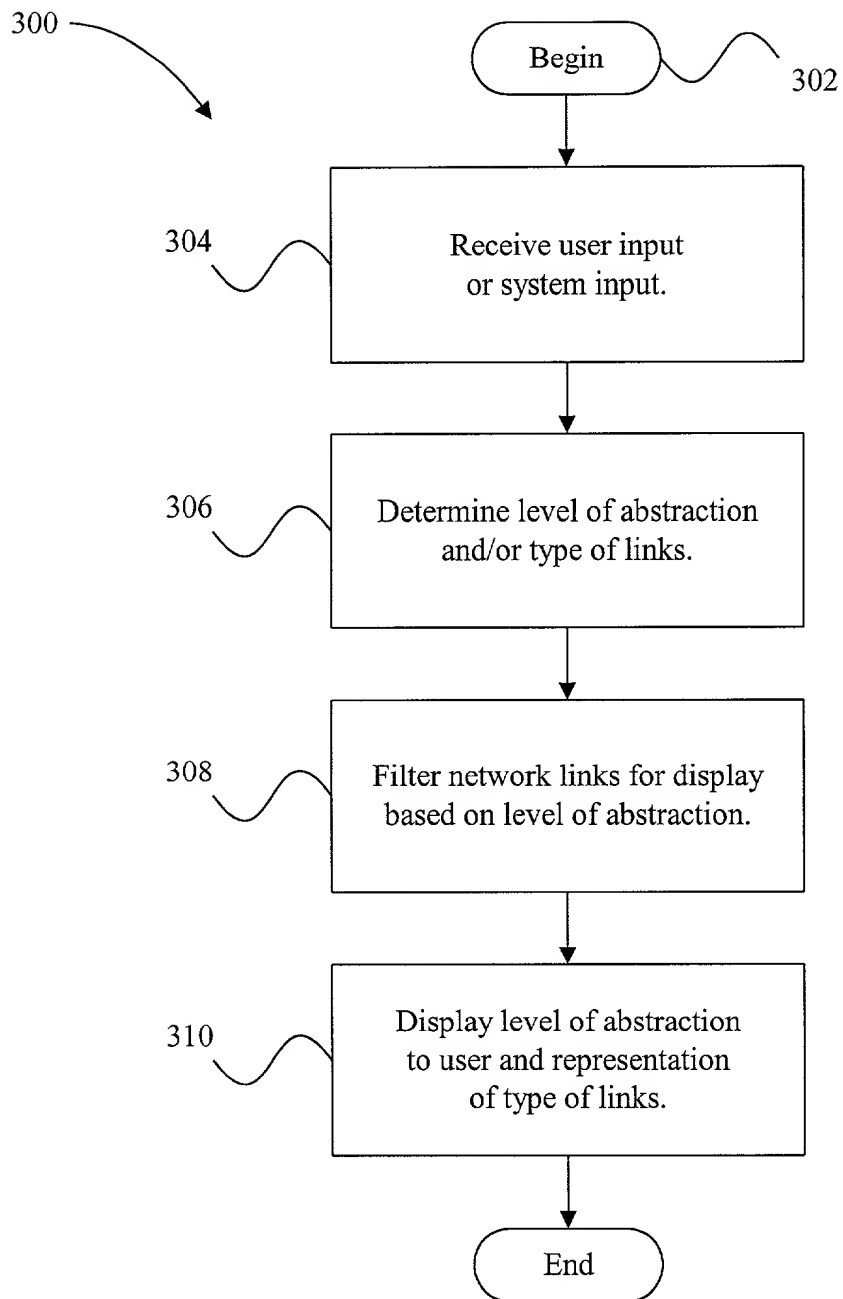 300
Begin
302
304
Receive user input
or system input.
306
Determine level of abstraction
and/or type of links.
308
Filter network links for display
based on level of abstraction.
310
Display level of abstraction
to user and representation
of type of links.
End